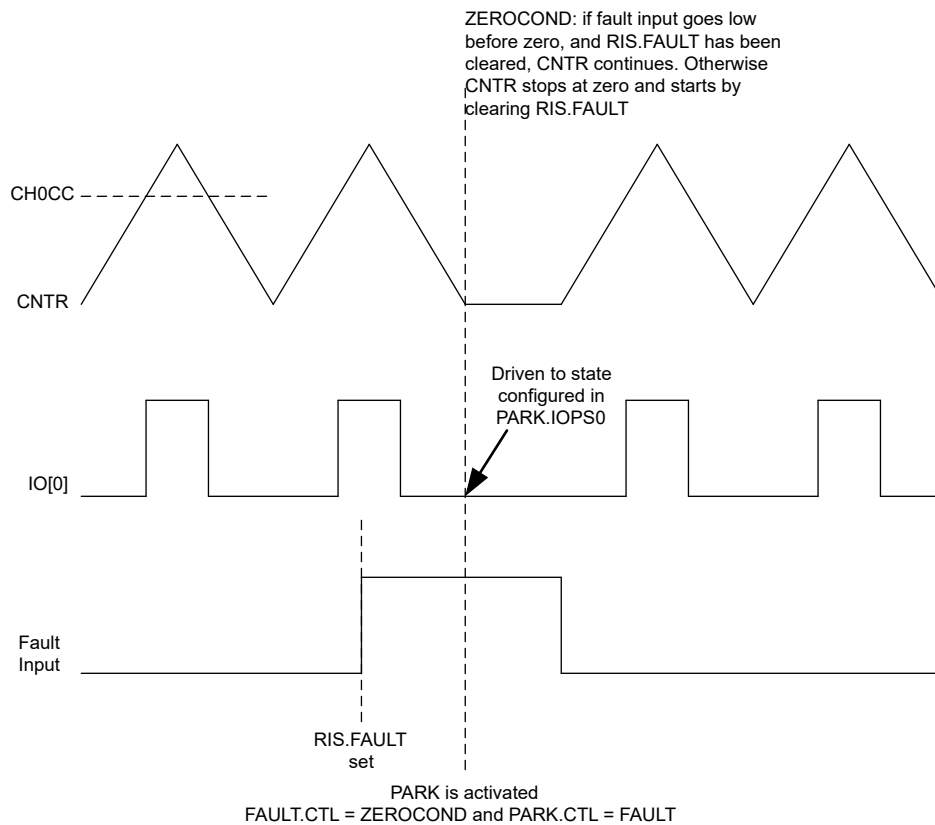 ZEROCOND: if fault input goes low
before zero, and RIS.FAULT has been
cleared, CNTR continues. Otherwise
CNTR stops at zero and starts by
clearing RIS.FAULT
CH0CC
CNTR
Driven to state
configured in
PARK.IOPS0
IO[0]
Fault
Input
RIS.FAULT
set
PARK is activated
FAULT.CTL = ZEROCOND and PARK.CTL = FAULT